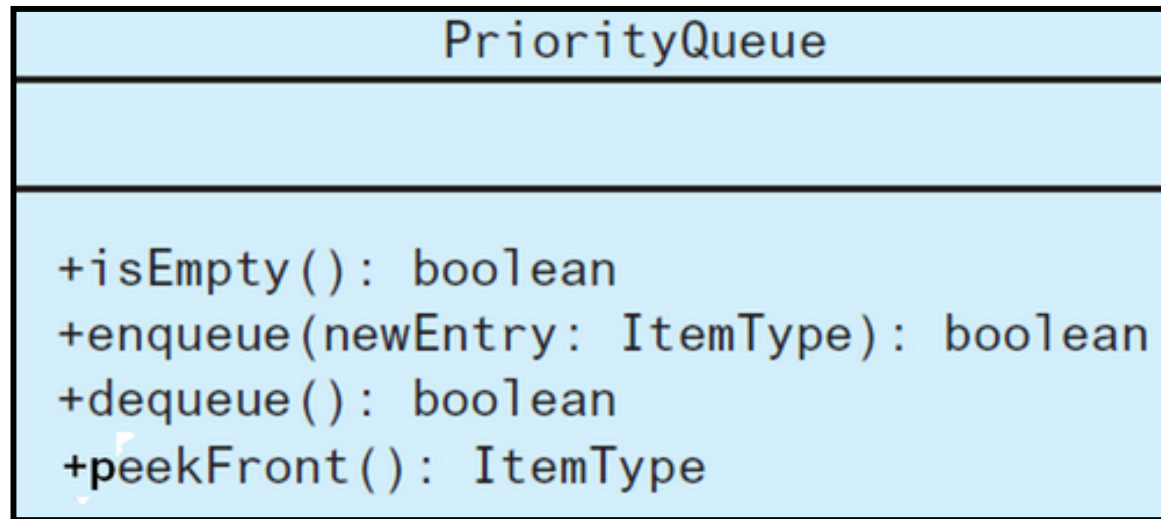 PriorityQueue
+isEmpty(): boolean
+enqueue(newEntry: ItemType): boolean
+dequeue(): boolean
+peekFront(): ItemType